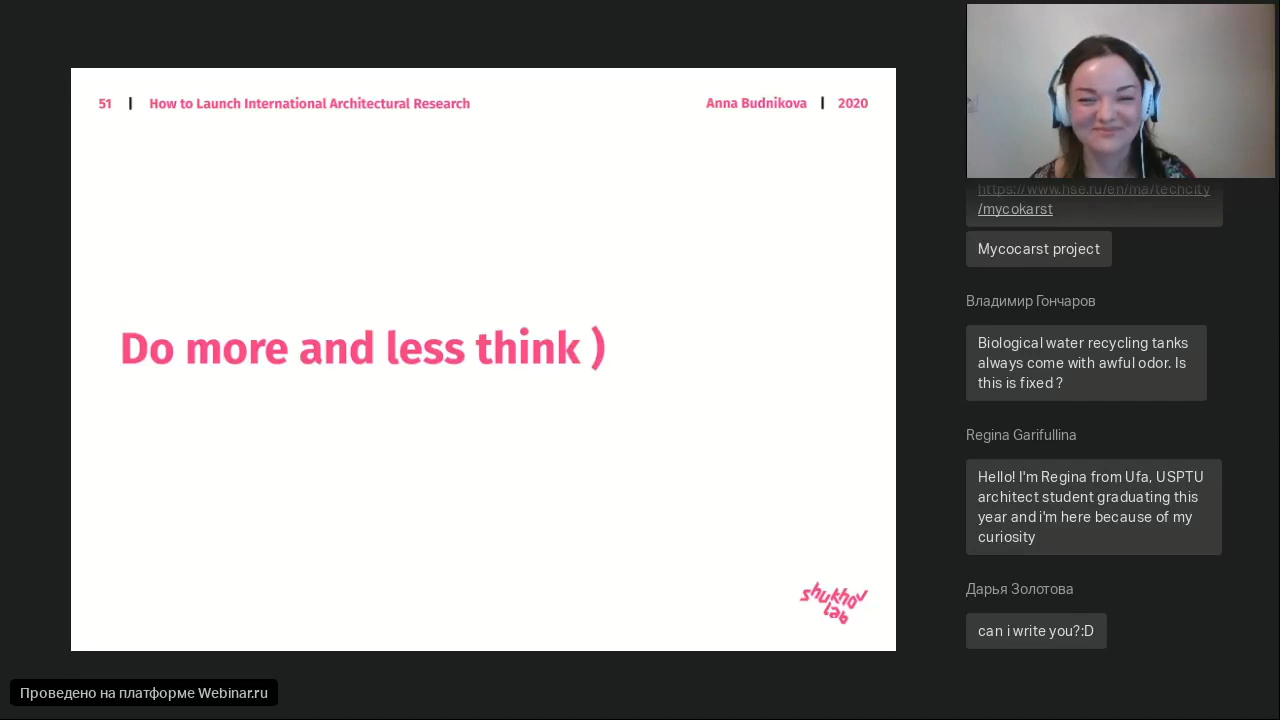 51 | How to Launch International Architectural Research
Anna Budnikova | 2020
Do more and less think )
shukhov
lab
https://www.hse.ru/en/ma/techcity
/mycokarst
Mycocarst project
Владимир Гончаров
Biological water recycling tanks
always come with awful odor. Is
this is fixed ?
Regina Garifullina
Hello! I'm Regina from Ufa, USPTU
architect student graduating this
year and i'm here because of my
curiosity
Дарья Золотова
can i write you?:D
Проведено на платформе Webinar.ru